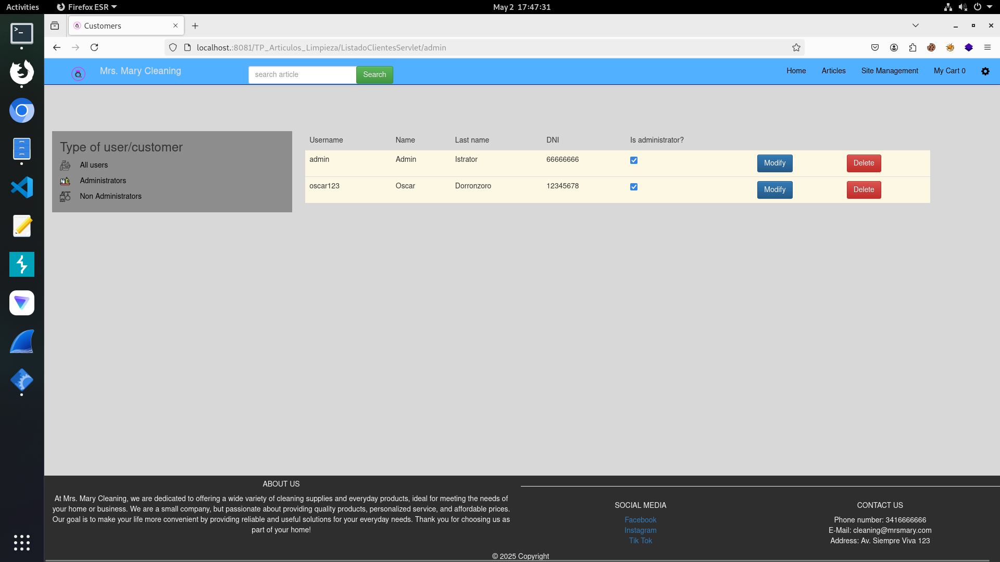 Activities
Firefox ESR
May 2 17:47:31
Customers
localhost.:8081/TP_Articulos_Limpieza/ListadoClientesServlet/admin
Mrs. Mary Cleaning
search article
Search
Home
Articles
Site Management
My Cart 0
Type of user/customer
All users
Administrators
Non Administrators
Username Name Last name DNI Is administrator?
admin Admin Istrator 66666666 Modify Delete
oscar123 Oscar Dorronzoro 12345678 Modify Delete
ABOUT US
At Mrs. Mary Cleaning, we are dedicated to offering a wide variety of cleaning supplies and everyday products, ideal for meeting the needs of
your home or business. We are a small company, but passionate about providing quality products, personalized service, and affordable prices.
Our goal is to make your life more convenient by providing reliable and useful solutions for your everyday needs. Thank you for choosing us as
part of your home!
SOCIAL MEDIA
Facebook
Instagram
Tik Tok
CONTACT US
Phone number: 3416666666
E-Mail: cleaning@mrsmary.com
Address: Av. Siempre Viva 123
© 2025 Copyright